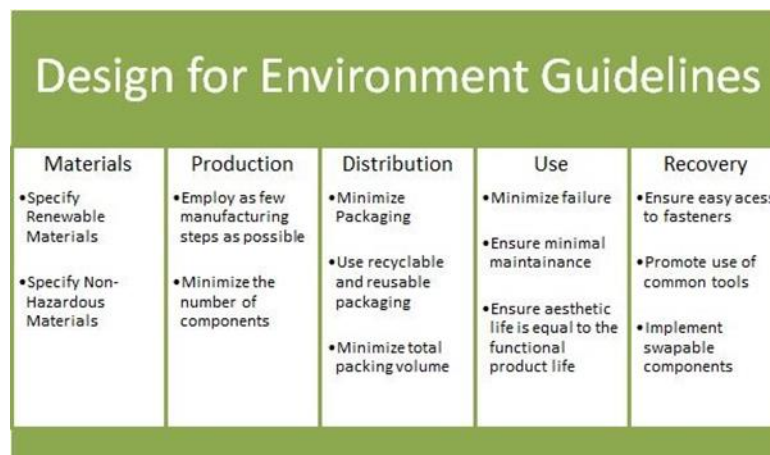 Design for Environment Guidelines
Materials
•Specify
Renewable
Materials
•Specify Non-
Hazardous
Materials
Production
•Employ as few
manufacturing
steps as possible
•Minimize the
number of
components
Distribution
•Minimize
Packaging
•Use recyclable
and reusable
packaging
•Minimize total
packing volume
Use
•Minimize failure
•Ensure minimal
maintainance
•Ensure aesthetic
life is equal to the
functional
product life
Recovery
•Ensure easy acess
to fasteners
•Promote use of
common tools
•Implement
swapable
components